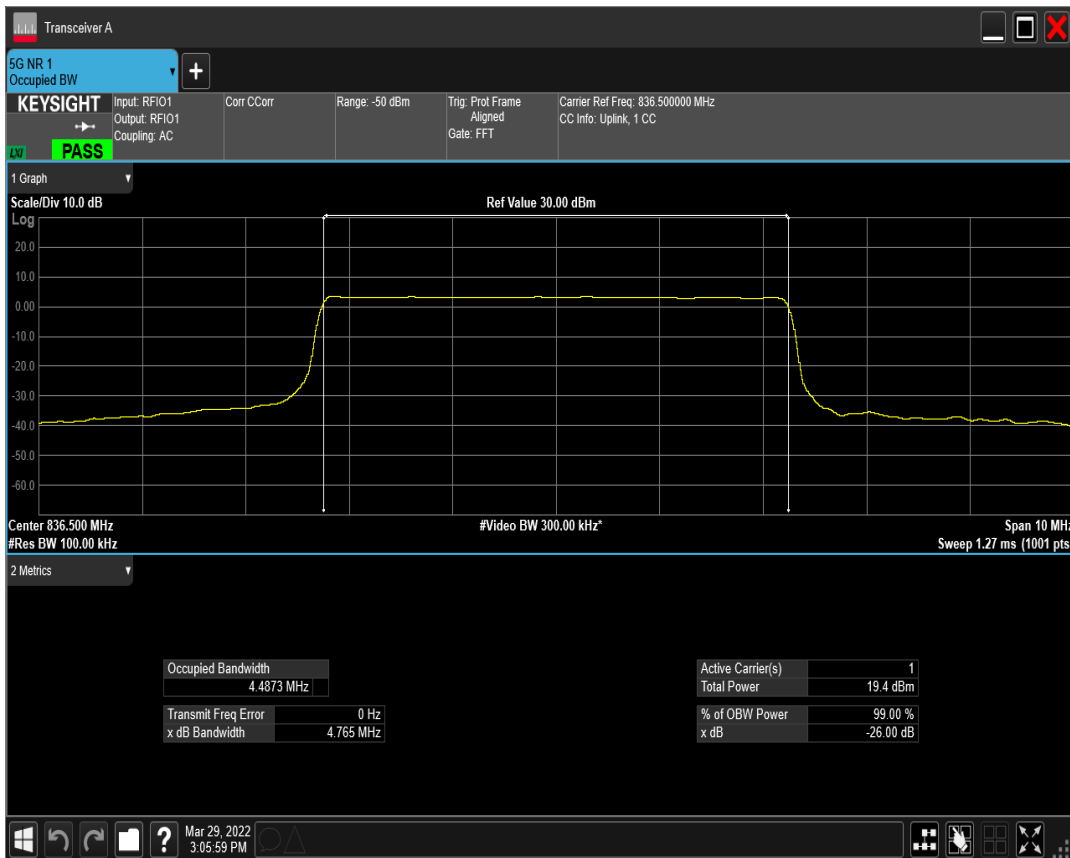 Transceiver A
5G NR 1
Occupied BW
+
KEYSIGHT
LXI
PASS
Input: RFIO1
Output: RFIO1
Coupling: AC
Corr CCorr
Range: -50 dBm
Trig: Prot Frame
Aligned
Gate: FFT
Carrier Ref Freq: 836.500000 MHz
CC Info: Uplink, 1 CC
1 Graph
Scale/Div 10.0 dB
Ref Value 30.00 dBm
Log
20.0
10.0
0.00
-10.0
-20.0
-30.0
-40.0
-50.0
-60.0
Center 836.500 MHz
#Video BW 300.00 kHz*
Span 10 MHz
#Res BW 100.00 kHz
Sweep 1.27 ms (1001 pts
2 Metrics
Occupied Bandwidth
4.4873 MHz
Transmit Freq Error 0 Hz
x dB Bandwidth 4.765 MHz
Active Carrier(s) 1
Total Power 19.4 dBm
% of OBW Power 99.00 %
x dB -26.00 dB
?
Mar 29, 2022
3:05:59 PM